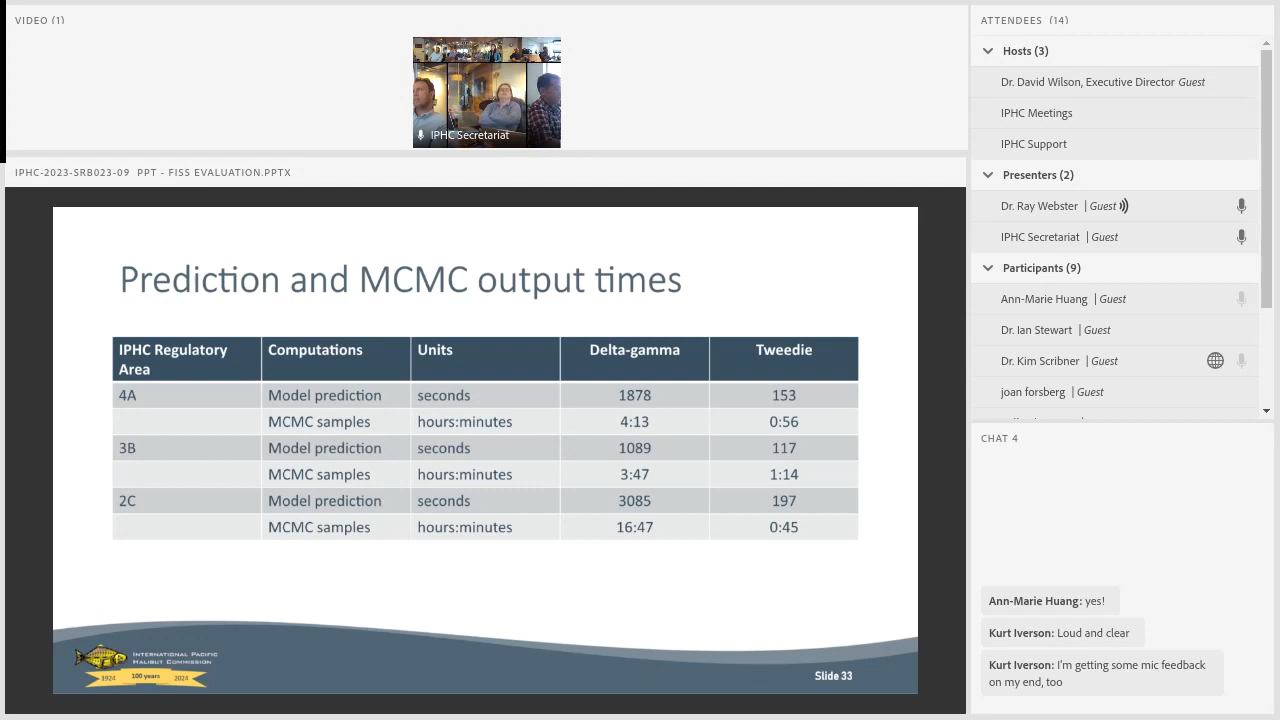 VIDEO (1)
IPHC Secretariat
IPHC-2023-SRB023-09 PPT - FISS EVALUATION.PPTX
Prediction and MCMC output times
IPHC Regulatory Area Computations Units Delta-gamma Tweedie
4A Model prediction seconds 1878 153
MCMC samples hours:minutes 4:13 0:56
3B Model prediction seconds 1089 117
MCMC samples hours:minutes 3:47 1:14
2C Model prediction seconds 3085 197
MCMC samples hours:minutes 16:47 0:45
INTERNATIONAL PACIFIC
HALIBUT COMMISSION
1924 100 years 2024
Slide 33
ATTENDEES (14)
Hosts (3)
Dr. David Wilson, Executive Director Guest
IPHC Meetings
IPHC Support
Presenters (2)
Dr. Ray Webster | Guest
IPHC Secretariat | Guest
Participants (9)
Ann-Marie Huang | Guest
Dr. Ian Stewart | Guest
Dr. Kim Scribner | Guest
joan forsberg | Guest
CHAT 4
Ann-Marie Huang: yes!
Kurt Iverson: Loud and clear
Kurt Iverson: I'm getting some mic feedback
on my end, too